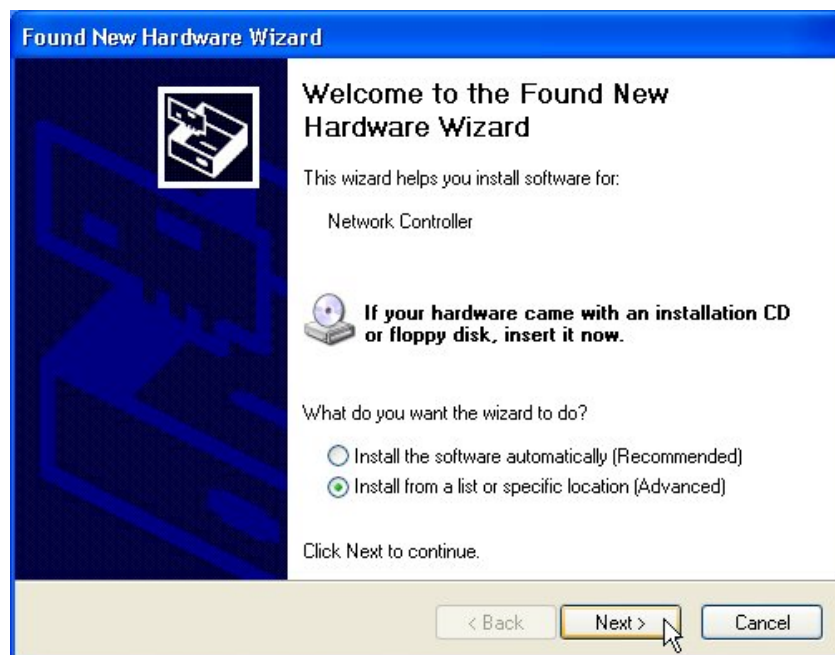 Found New Hardware Wizard
Welcome to the Found New
Hardware Wizard
This wizard helps you install software for:
Network Controller
If your hardware came with an installation CD
or floppy disk, insert it now.
What do you want the wizard to do?
Install the software automatically (Recommended)
Install from a list or specific location (Advanced)
Click Next to continue.
< Back Next > Cancel